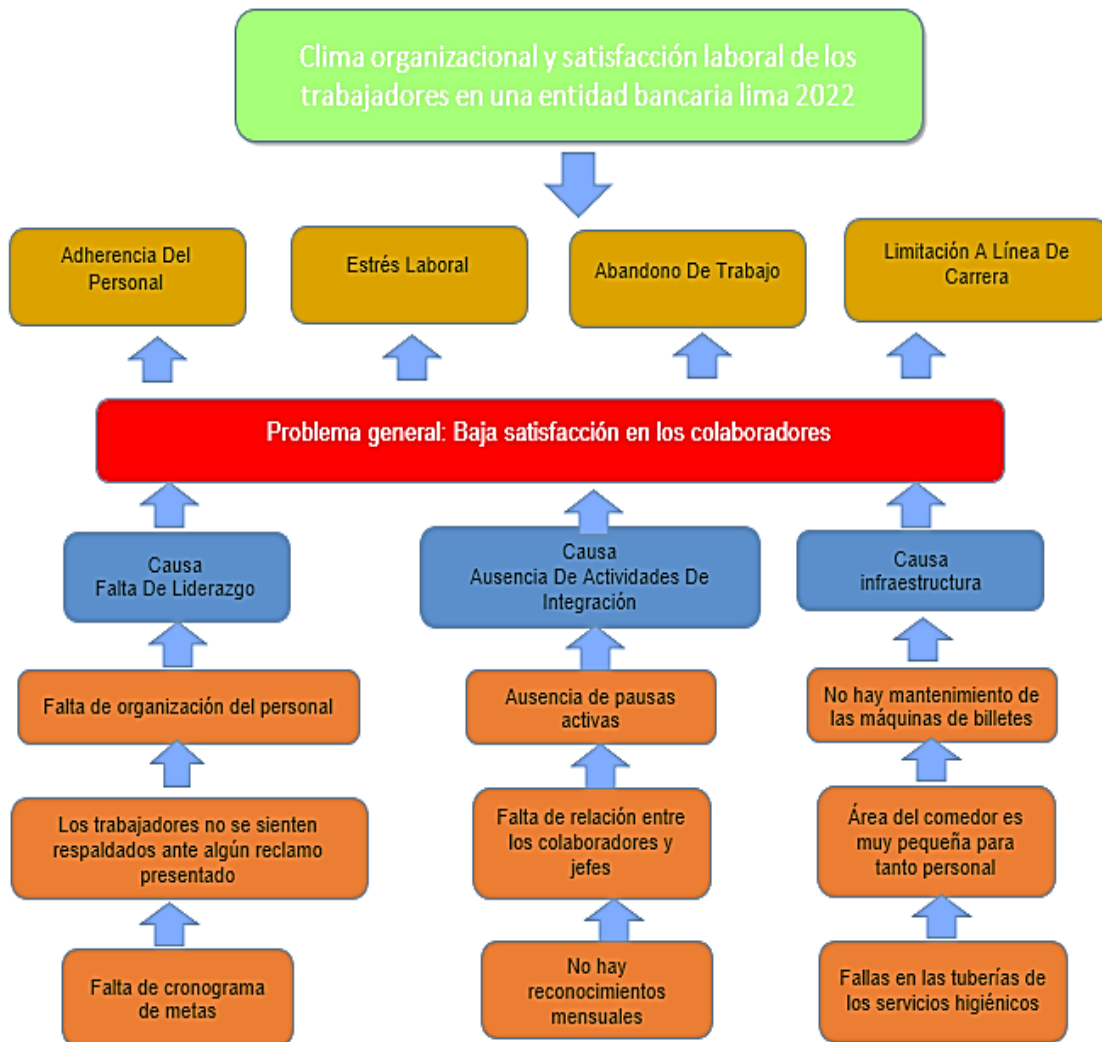 Clima organizacional y satisfacción laboral de los
trabajadores en una entidad bancaria lima 2022
Adherencia Del
Personal
Estrés Laboral
Abandono De Trabajo
Limitación A Línea De
Carrera
Problema general: Baja satisfacción en los colaboradores
Causa
Falta De Liderazgo
Causa
Ausencia De Actividades De
Integración
Causa
infraestructura
Falta de organización del personal
Ausencia de pausas
activas
No hay mantenimiento de
las máquinas de billetes
Los trabajadores no se sienten
respaldados ante algún reclamo
presentado
Falta de relación entre
los colaboradores y
jefes
Área del comedor es
muy pequeña para
tanto personal
Falta de cronograma
de metas
No hay
reconocimientos
mensuales
Fallas en las tuberías de
los servicios higiénicos